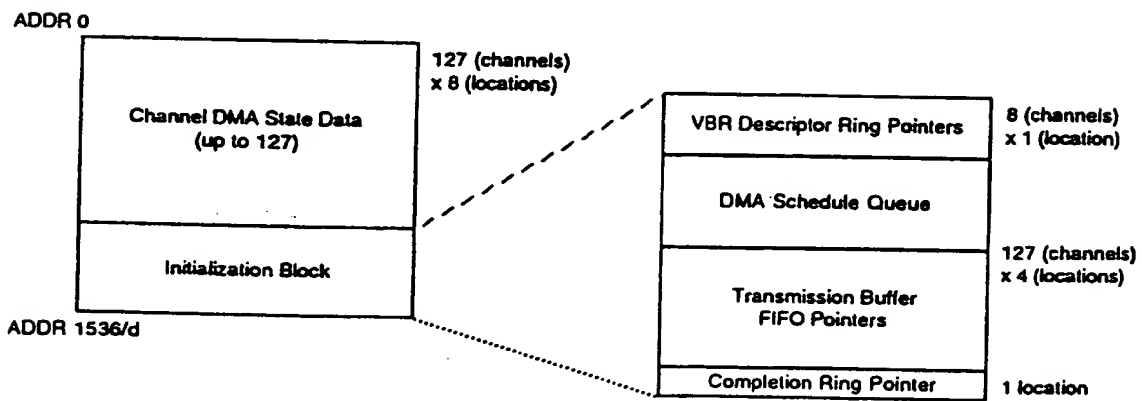 ADDR 0
127 (channels)
x 8 (locations)
Channel DMA State Data
(up to 127)
Initialization Block
ADDR 1536/d
VBR Descriptor Ring Pointers
8 (channels)
x 1 (location)
DMA Schedule Queue
127 (channels)
x 4 (locations)
Transmission Buffer
FIFO Pointers
Completion Ring Pointer
1 location